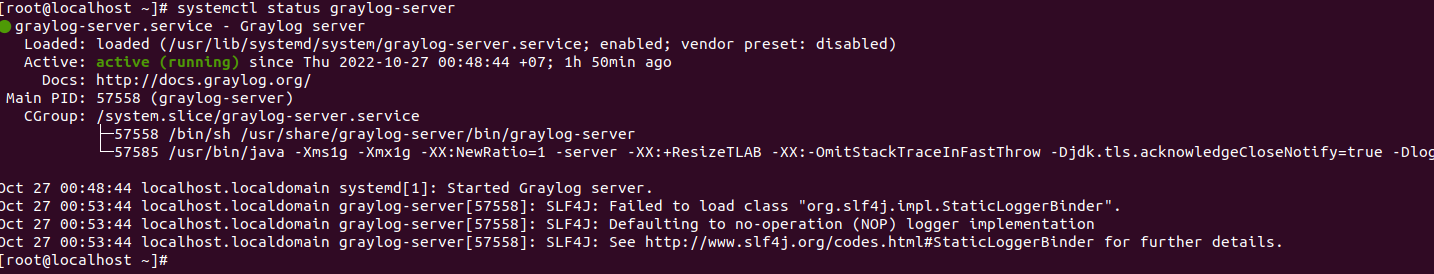 [root@localhost ~]# systemctl status graylog-server
● graylog-server.service - Graylog server
Loaded: loaded (/usr/lib/systemd/system/graylog-server.service; enabled; vendor preset: disabled)
Active: active (running) since Thu 2022-10-27 00:48:44 +07; 1h 50min ago
Docs: http://docs.graylog.org/
Main PID: 57558 (graylog-server)
CGroup: /system.slice/graylog-server.service
├─57558 /bin/sh /usr/share/graylog-server/bin/graylog-server
└─57585 /usr/bin/java -Xms1g -Xmx1g -XX:NewRatio=1 -server -XX:+ResizeTLAB -XX:-OmitStackTraceInFastThrow -Djdk.tls.acknowledgeCloseNotify=true -Dlog
Oct 27 00:48:44 localhost.localdomain systemd[1]: Started Graylog server.
Oct 27 00:53:44 localhost.localdomain graylog-server[57558]: SLF4J: Failed to load class "org.slf4j.impl.StaticLoggerBinder".
Oct 27 00:53:44 localhost.localdomain graylog-server[57558]: SLF4J: Defaulting to no-operation (NOP) logger implementation
Oct 27 00:53:44 localhost.localdomain graylog-server[57558]: SLF4J: See http://www.slf4j.org/codes.html#StaticLoggerBinder for further details.
[root@localhost ~]#